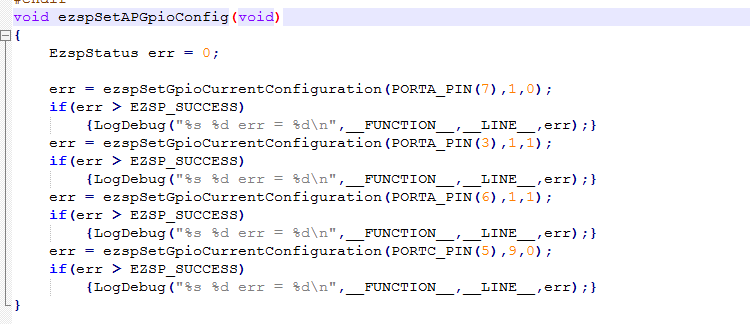 #endif
void ezspSetAPGpioConfig(void)
{
    EzspStatus err = 0;

    err = ezspSetGpioCurrentConfiguration(PORTA_PIN(7),1,0);
    if(err > EZSP_SUCCESS)
        {LogDebug("%s %d err = %d\n",__FUNCTION__,__LINE__,err);}
    err = ezspSetGpioCurrentConfiguration(PORTA_PIN(3),1,1);
    if(err > EZSP_SUCCESS)
        {LogDebug("%s %d err = %d\n",__FUNCTION__,__LINE__,err);}
    err = ezspSetGpioCurrentConfiguration(PORTA_PIN(6),1,1);
    if(err > EZSP_SUCCESS)
        {LogDebug("%s %d err = %d\n",__FUNCTION__,__LINE__,err);}
    err = ezspSetGpioCurrentConfiguration(PORTC_PIN(5),9,0);
    if(err > EZSP_SUCCESS)
        {LogDebug("%s %d err = %d\n",__FUNCTION__,__LINE__,err);}
}